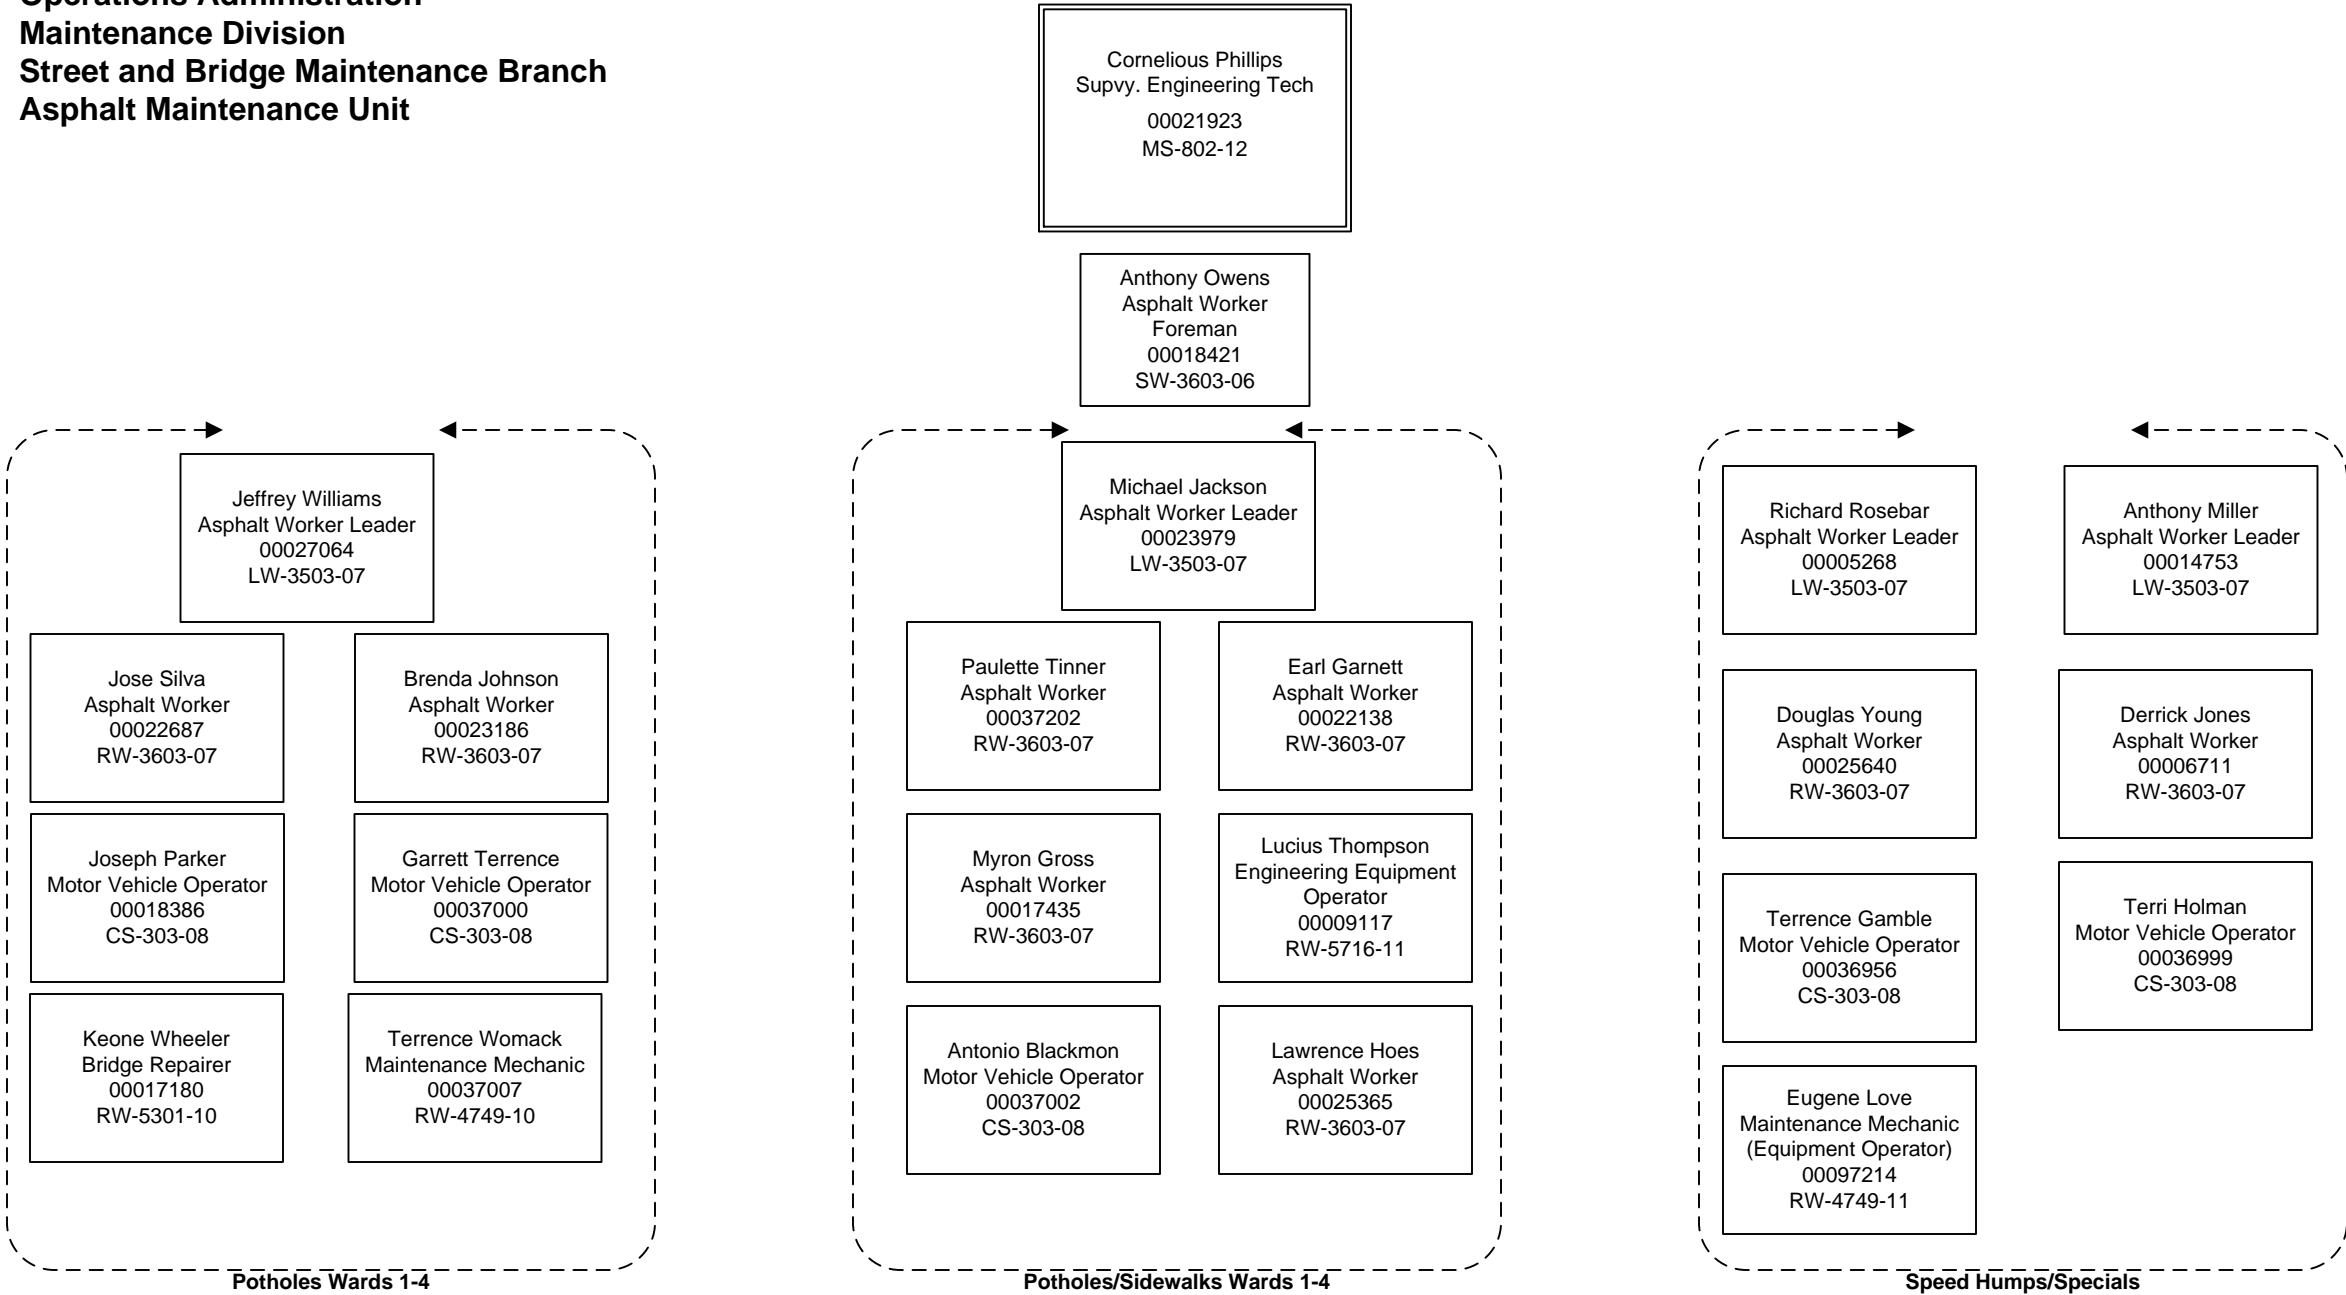 Operations Administration
Maintenance Division
Street and Bridge Maintenance Branch
Asphalt Maintenance Unit
Cornelious Phillips
Supvy. Engineering Tech
00021923
MS-802-12
Anthony Owens
Asphalt Worker
Foreman
00018421
SW-3603-06
Jeffrey Williams
Asphalt Worker Leader
00027064
LW-3503-07
Jose Silva
Asphalt Worker
00022687
RW-3603-07
Brenda Johnson
Asphalt Worker
00023186
RW-3603-07
Joseph Parker
Motor Vehicle Operator
00018386
CS-303-08
Garrett Terrence
Motor Vehicle Operator
00037000
CS-303-08
Keone Wheeler
Bridge Repairer
00017180
RW-5301-10
Terrence Womack
Maintenance Mechanic
00037007
RW-4749-10
Potholes Wards 1-4
Michael Jackson
Asphalt Worker Leader
00023979
LW-3503-07
Paulette Tinner
Asphalt Worker
00037202
RW-3603-07
Earl Garnett
Asphalt Worker
00022138
RW-3603-07
Myron Gross
Asphalt Worker
00017435
RW-3603-07
Lucius Thompson
Engineering Equipment
Operator
00009117
RW-5716-11
Antonio Blackmon
Motor Vehicle Operator
00037002
CS-303-08
Lawrence Hoes
Asphalt Worker
00025365
RW-3603-07
Potholes/Sidewalks Wards 1-4
Richard Rosebar
Asphalt Worker Leader
00005268
LW-3503-07
Anthony Miller
Asphalt Worker Leader
00014753
LW-3503-07
Douglas Young
Asphalt Worker
00025640
RW-3603-07
Derrick Jones
Asphalt Worker
00006711
RW-3603-07
Terrence Gamble
Motor Vehicle Operator
00036956
CS-303-08
Terri Holman
Motor Vehicle Operator
00036999
CS-303-08
Eugene Love
Maintenance Mechanic
(Equipment Operator)
00097214
RW-4749-11
Speed Humps/Specials